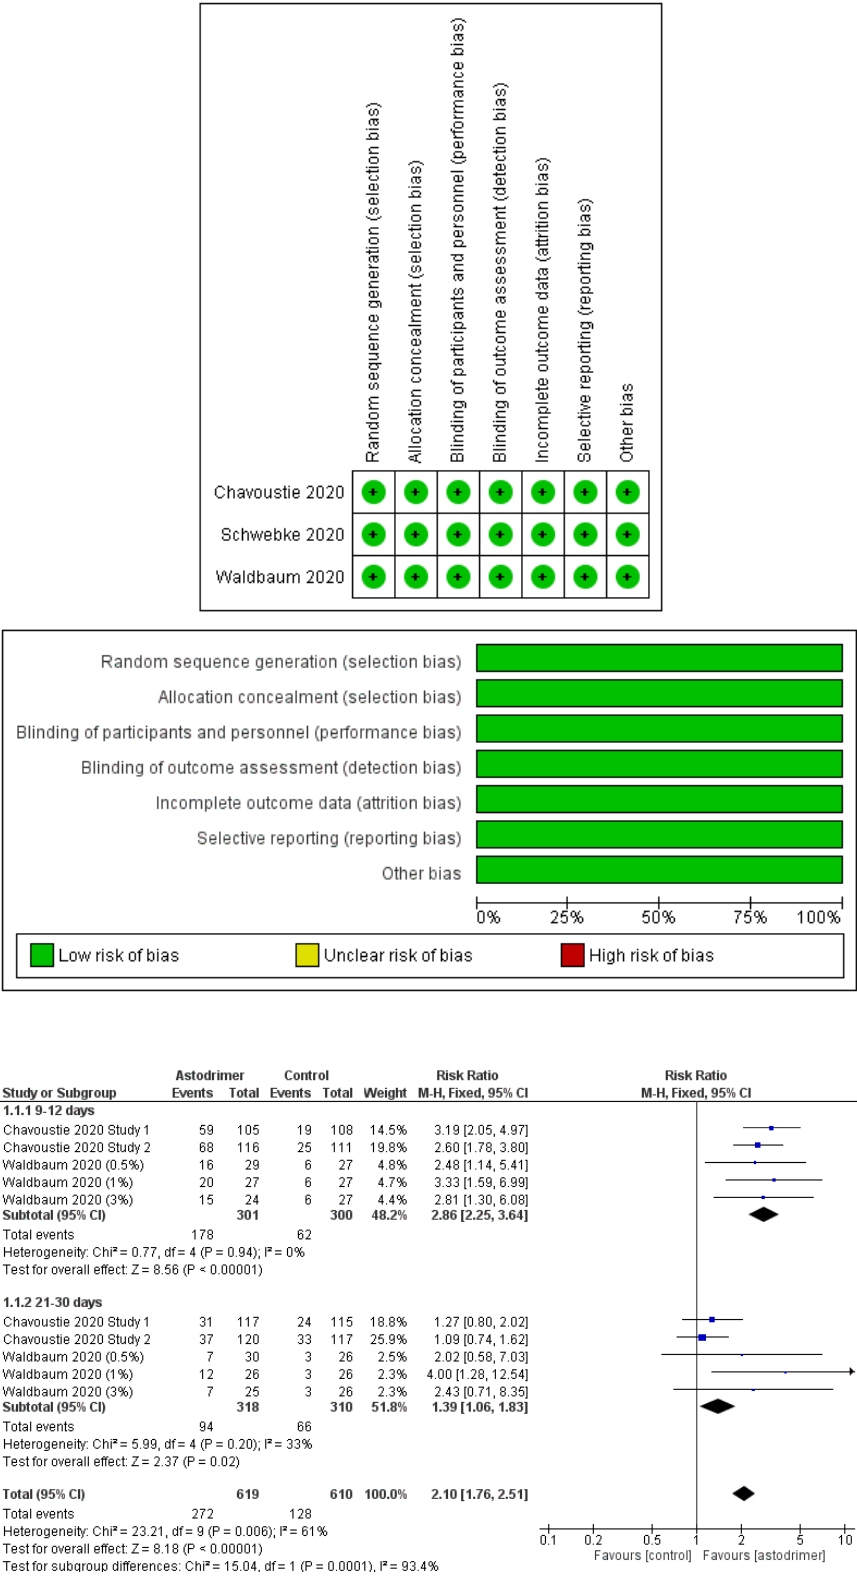 Random sequence generation (selection bias)
Allocation concealment (selection bias)
Blinding of participants and personnel (performance bias)
Blinding of outcome assessment (detection bias)
Incomplete outcome data (attrition bias)
Selective reporting (reporting bias)
Other bias
Chavoustie 2020 + + + + + + +
Schwebke 2020 + + + + + + +
Waldbaum 2020 + + + + + + +
Random sequence generation (selection bias)
Allocation concealment (selection bias)
Blinding of participants and personnel (performance bias)
Blinding of outcome assessment (detection bias)
Incomplete outcome data (attrition bias)
Selective reporting (reporting bias)
Other bias
0% 25% 50% 75% 100%
Low risk of bias Unclear risk of bias High risk of bias
Astodrimer Control Risk Ratio Risk Ratio
Study or Subgroup Events Total Events Total Weight M-H, Fixed, 95% CI M-H, Fixed, 95% CI
1.1.1 9-12 days
Chavoustie 2020 Study 1 59 105 19 108 14.5% 3.19 [2.05, 4.97]
Chavoustie 2020 Study 2 68 116 25 111 19.8% 2.60 [1.78, 3.80]
Waldbaum 2020 (0.5%) 16 29 6 27 4.8% 2.48 [1.14, 5.41]
Waldbaum 2020 (1%) 20 27 6 27 4.7% 3.33 [1.59, 6.99]
Waldbaum 2020 (3%) 15 24 6 27 4.4% 2.81 [1.30, 6.08]
Subtotal (95% CI) 301 300 48.2% 2.86 [2.25, 3.64]
Total events 178 62
Heterogeneity: Chi² = 0.77, df = 4 (P = 0.94); I² = 0%
Test for overall effect: Z = 8.56 (P < 0.00001)
1.1.2 21-30 days
Chavoustie 2020 Study 1 31 117 24 115 18.8% 1.27 [0.80, 2.02]
Chavoustie 2020 Study 2 37 120 33 117 25.9% 1.09 [0.74, 1.62]
Waldbaum 2020 (0.5%) 7 30 3 26 2.5% 2.02 [0.58, 7.03]
Waldbaum 2020 (1%) 12 26 3 26 2.3% 4.00 [1.28, 12.54]
Waldbaum 2020 (3%) 7 25 3 26 2.3% 2.43 [0.71, 8.35]
Subtotal (95% CI) 318 310 51.8% 1.39 [1.06, 1.83]
Total events 94 66
Heterogeneity: Chi² = 5.99, df = 4 (P = 0.20); I² = 33%
Test for overall effect: Z = 2.37 (P = 0.02)
Total (95% CI) 619 610 100.0% 2.10 [1.76, 2.51]
Total events 272 128
Heterogeneity: Chi² = 23.21, df = 9 (P = 0.006); I² = 61%
Test for overall effect: Z = 8.18 (P < 0.00001)
Test for subgroup differences: Chi² = 15.04, df = 1 (P = 0.0001), I² = 93.4%
0.1 0.2 0.5 1 2 5 10
Favours [control] Favours [astodrimer]